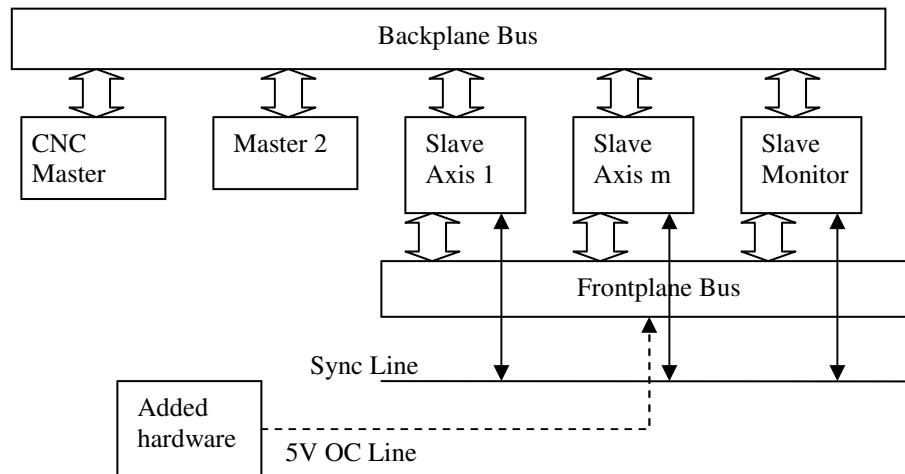 Backplane Bus
CNC
Master
Master 2
Slave
Axis 1
Slave
Axis m
Slave
Monitor
Frontplane Bus
Sync Line
Added
hardware
5V OC Line